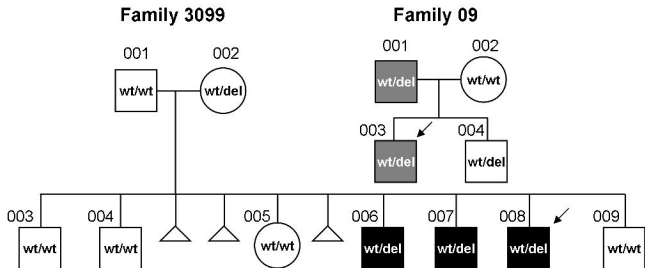 Family 3099
001
002
wt/wt
wt/del
Family 09
001
002
wt/del
wt/wt
003
004
wt/del
wt/del
003
004
005
006
007
008
009
wt/wt
wt/wt
wt/wt
wt/del
wt/del
wt/del
wt/wt